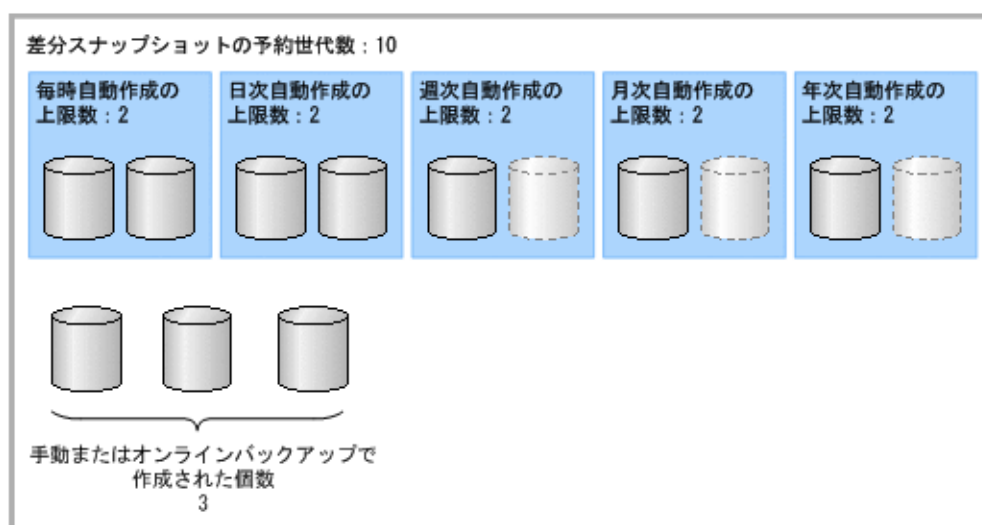 差分スナップショットの予約世代数：10
毎時自動作成の
上限数：2
日次自動作成の
上限数：2
週次自動作成の
上限数：2
月次自動作成の
上限数：2
年次自動作成の
上限数：2
手動またはオンラインバックアップで
作成された個数
3